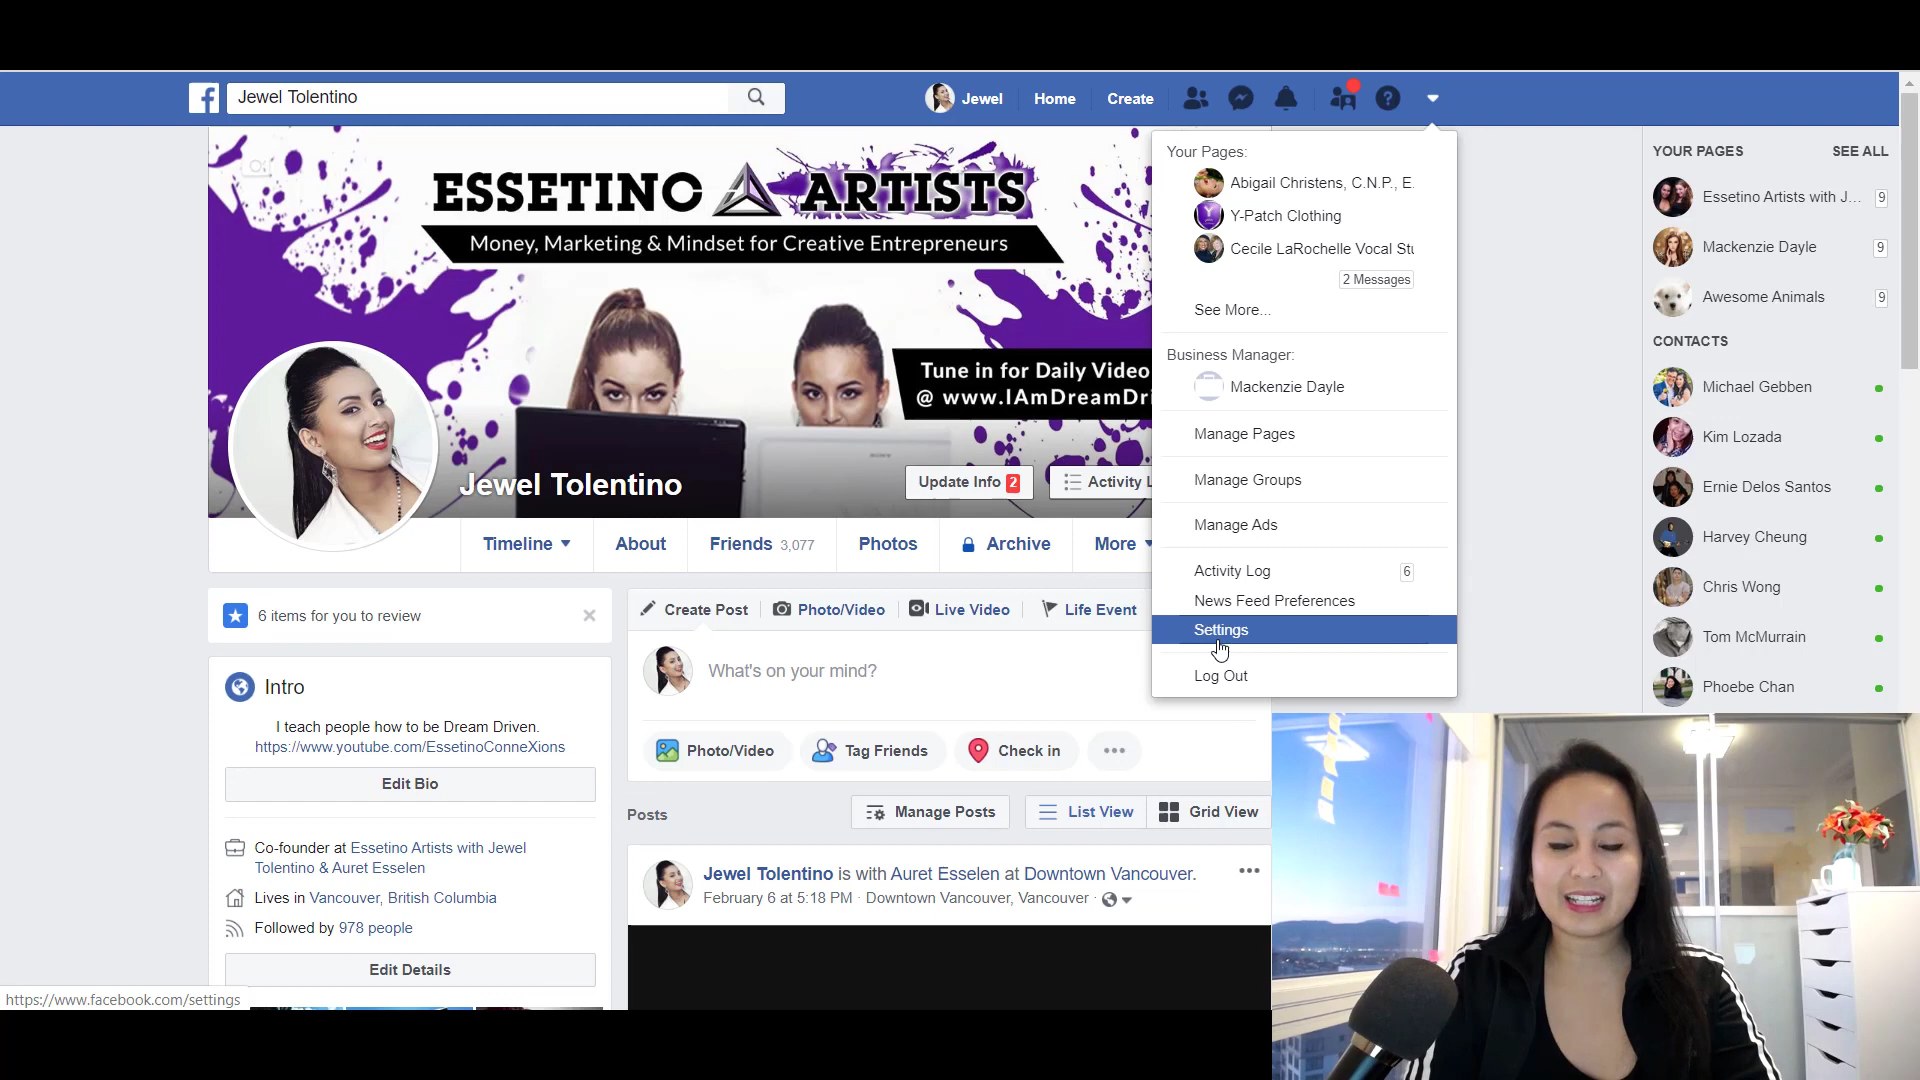 Jewel Tolentino
Jewel
Home
Create
ESSETINO ARTISTS
Money, Marketing & Mindset for Creative Entrepreneurs
Tune in for Daily Video
@ www.IAmDreamDri
Jewel Tolentino
Update Info 2
Activity L
Timeline
About
Friends 3,077
Photos
Archive
More
6 items for you to review
Intro
I teach people how to be Dream Driven.
https://www.youtube.com/EssetinoConneXions
Edit Bio
Co-founder at Essetino Artists with Jewel
Tolentino & Auret Esselen
Lives in Vancouver, British Columbia
Followed by 978 people
Edit Details
https://www.facebook.com/settings
Create Post
Photo/Video
Live Video
Life Event
What's on your mind?
Photo/Video
Tag Friends
Check in
Posts
Manage Posts
List View
Grid View
Jewel Tolentino is with Auret Esselen at Downtown Vancouver.
February 6 at 5:18 PM · Downtown Vancouver, Vancouver ·
Your Pages:
Abigail Christens, C.N.P., E.
Y-Patch Clothing
Cecile LaRochelle Vocal Stu
2 Messages
See More...
Business Manager:
Mackenzie Dayle
Manage Pages
Manage Groups
Manage Ads
Activity Log 6
News Feed Preferences
Settings
Log Out
YOUR PAGES SEE ALL
Essetino Artists with J... 9
Mackenzie Dayle 9
Awesome Animals 9
CONTACTS
Michael Gebben
Kim Lozada
Ernie Delos Santos
Harvey Cheung
Chris Wong
Tom McMurrain
Phoebe Chan